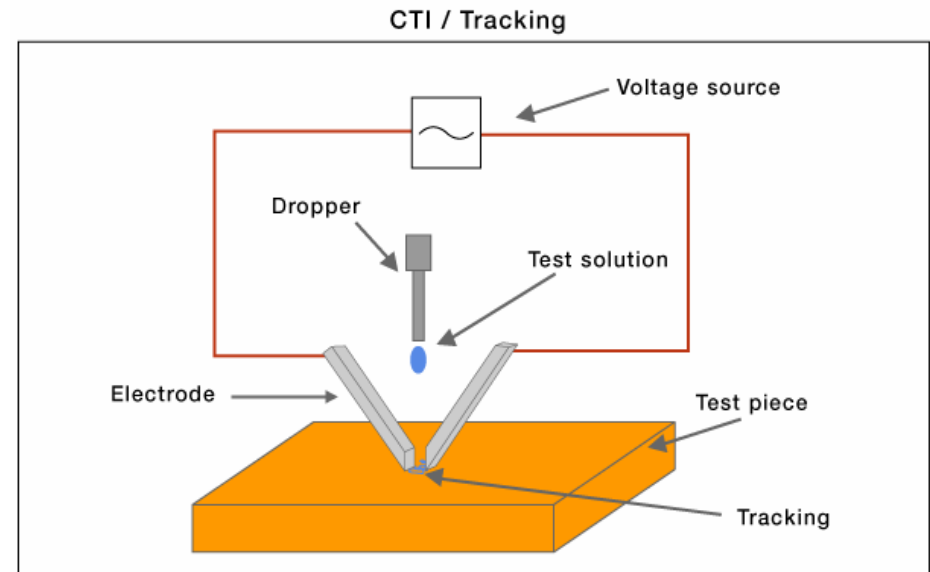 CTI / Tracking
Voltage source
Dropper
Test solution
Electrode
Test piece
Tracking